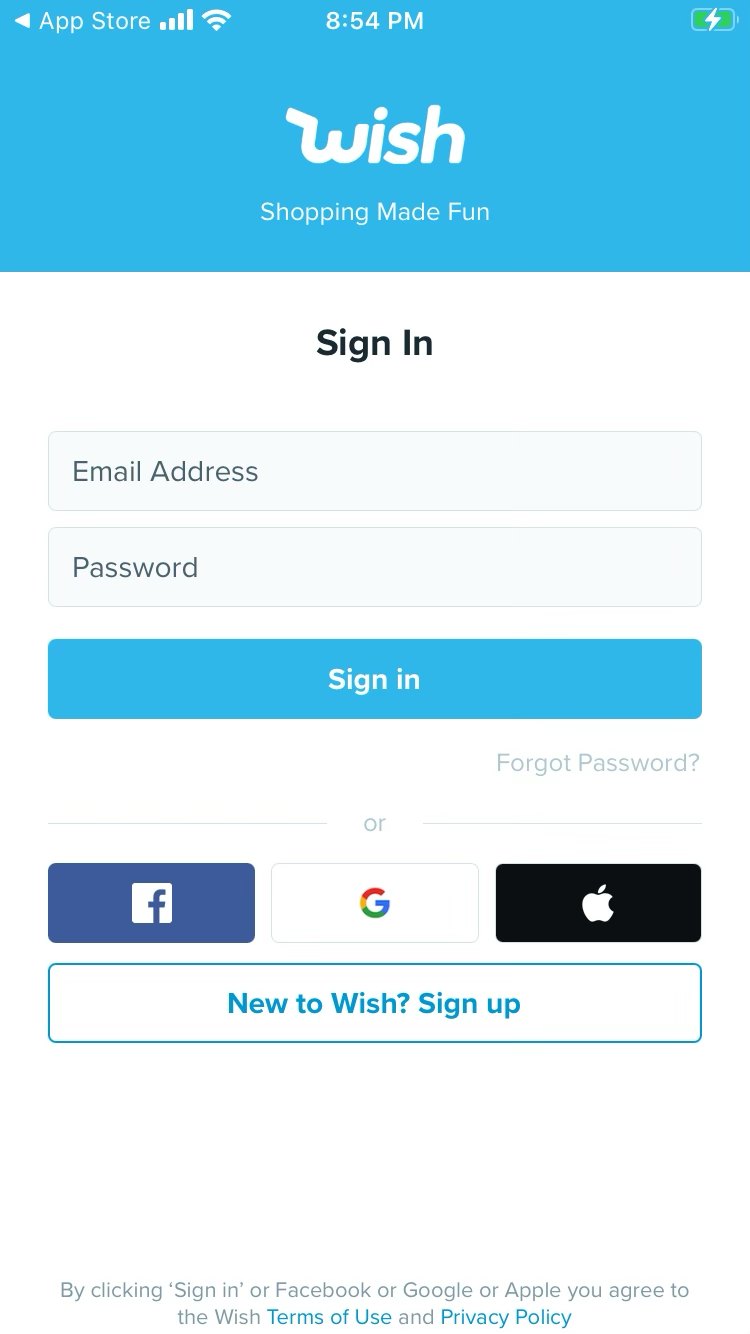 App Store
8:54 PM
wish
Shopping Made Fun
Sign In
Email Address
Password
Sign in
Forgot Password?
or
New to Wish? Sign up
By clicking ‘Sign in’ or Facebook or Google or Apple you agree to
the Wish Terms of Use and Privacy Policy